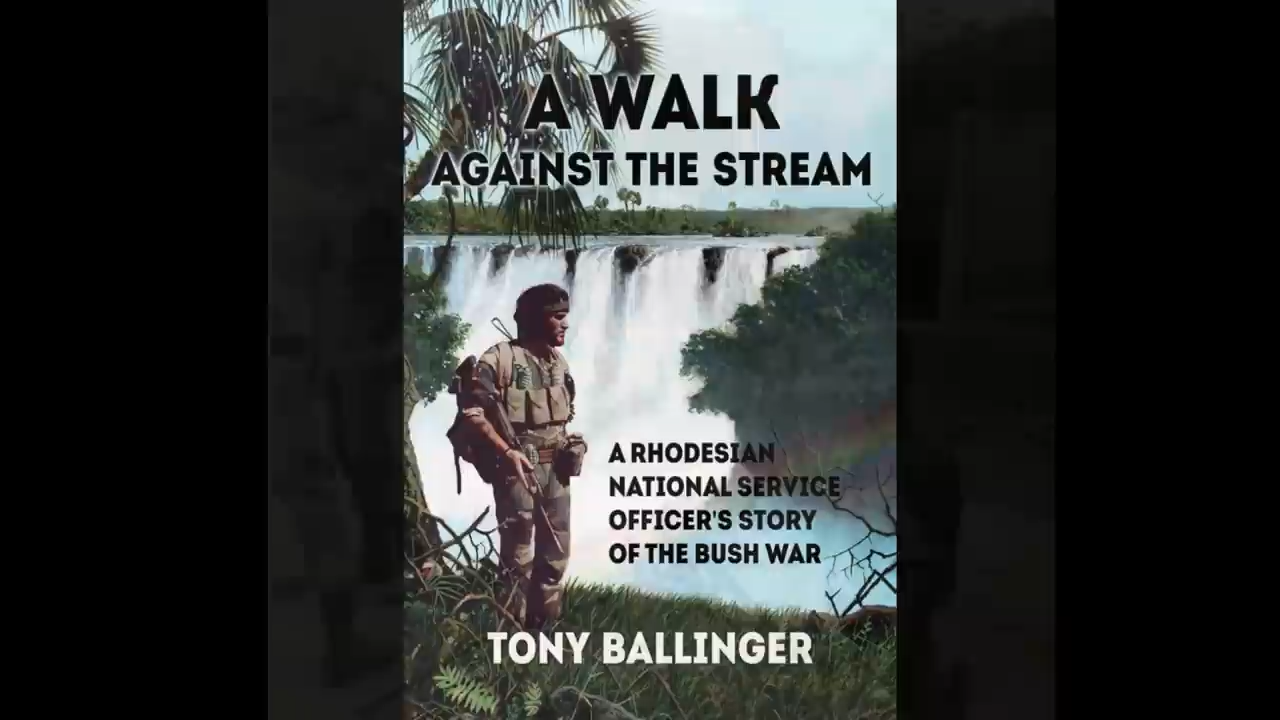 A WALK
AGAINST THE STREAM
A RHODESIAN
NATIONAL SERVICE
OFFICER'S STORY
OF THE BUSH WAR
TONY BALLINGER